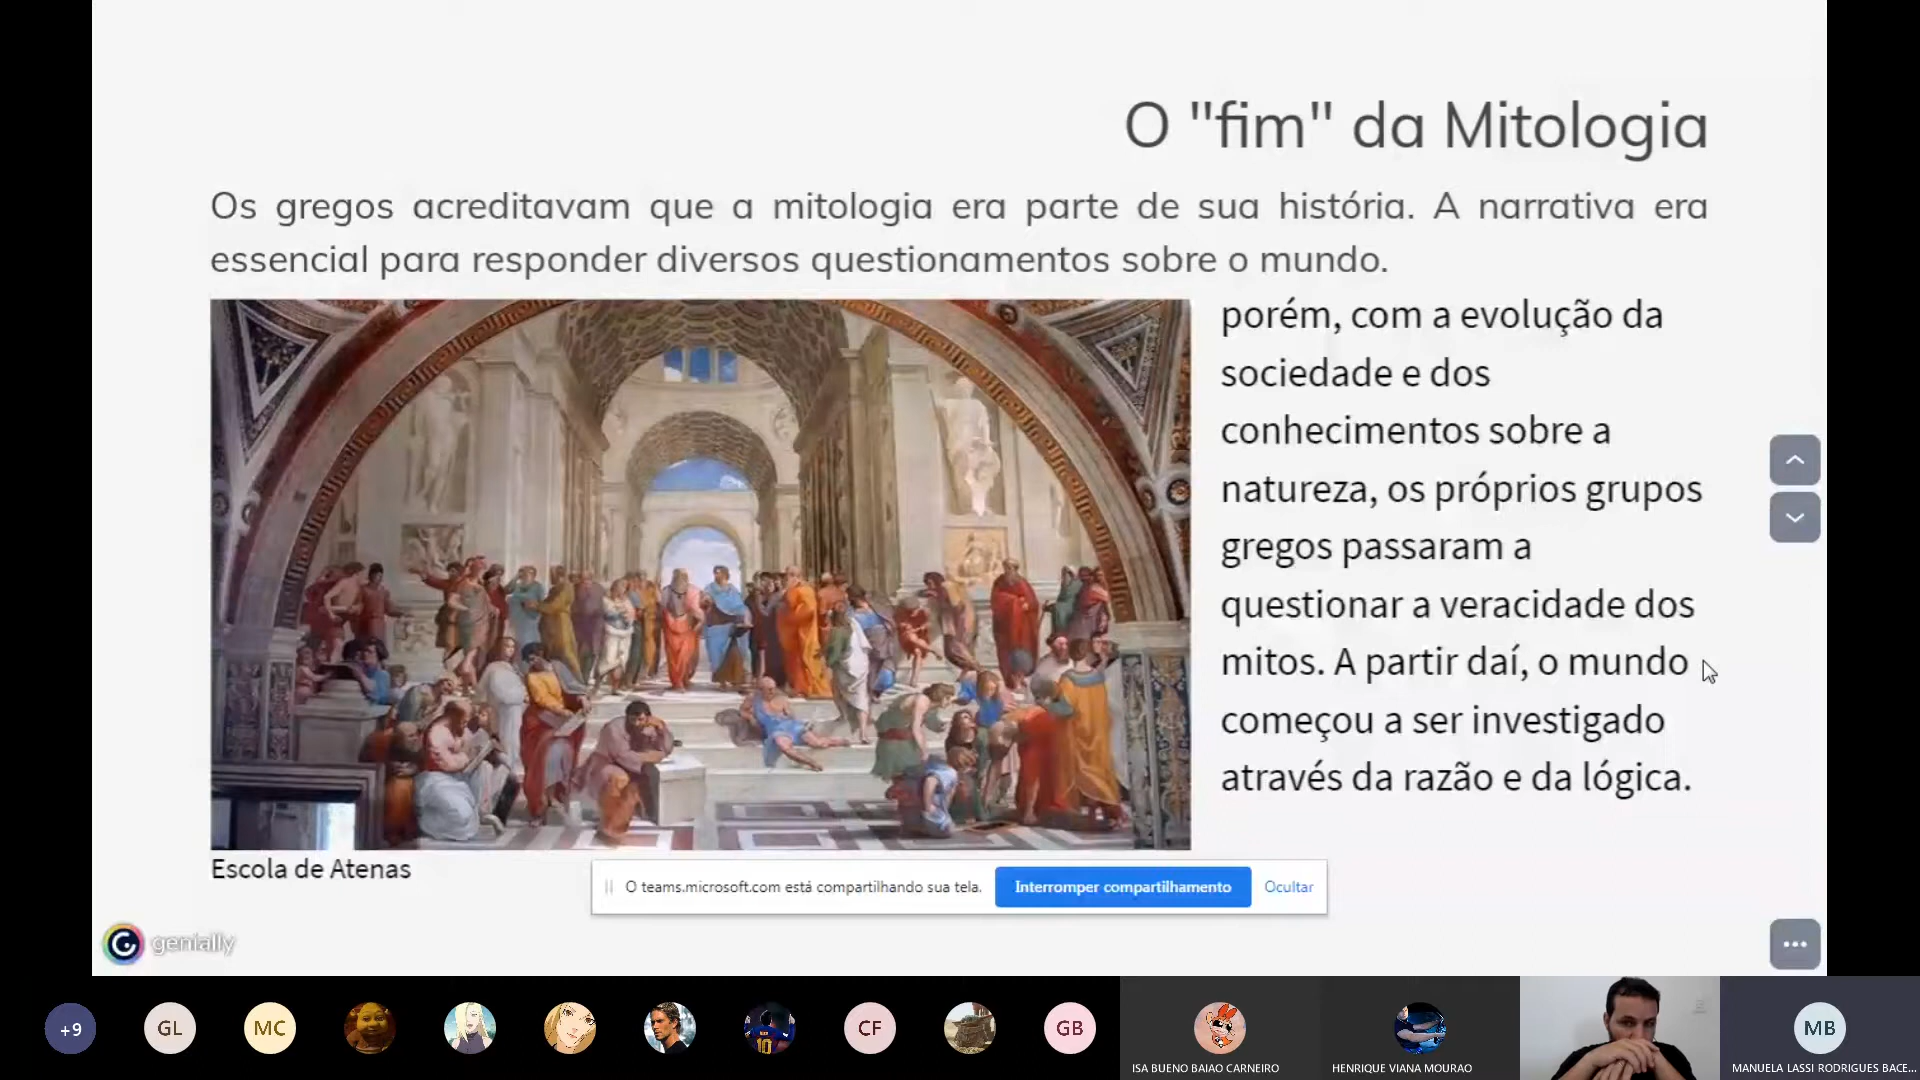 O "fim" da Mitologia
Os gregos acreditavam que a mitologia era parte de sua história. A narrativa era
essencial para responder diversos questionamentos sobre o mundo.
porém, com a evolução da
sociedade e dos
conhecimentos sobre a
natureza, os próprios grupos
gregos passaram a
questionar a veracidade dos
mitos. A partir daí, o mundo
começou a ser investigado
através da razão e da lógica.
Escola de Atenas
O teams.microsoft.com está compartilhando sua tela.
Interromper compartilhamento
Ocultar
genially
+9
GL
MC
10
CF
GB
ISA BUENO BAIAO CARNEIRO
HENRIQUE VIANA MOURAO
MB
MANUELA LASSI RODRIGUES BACE...